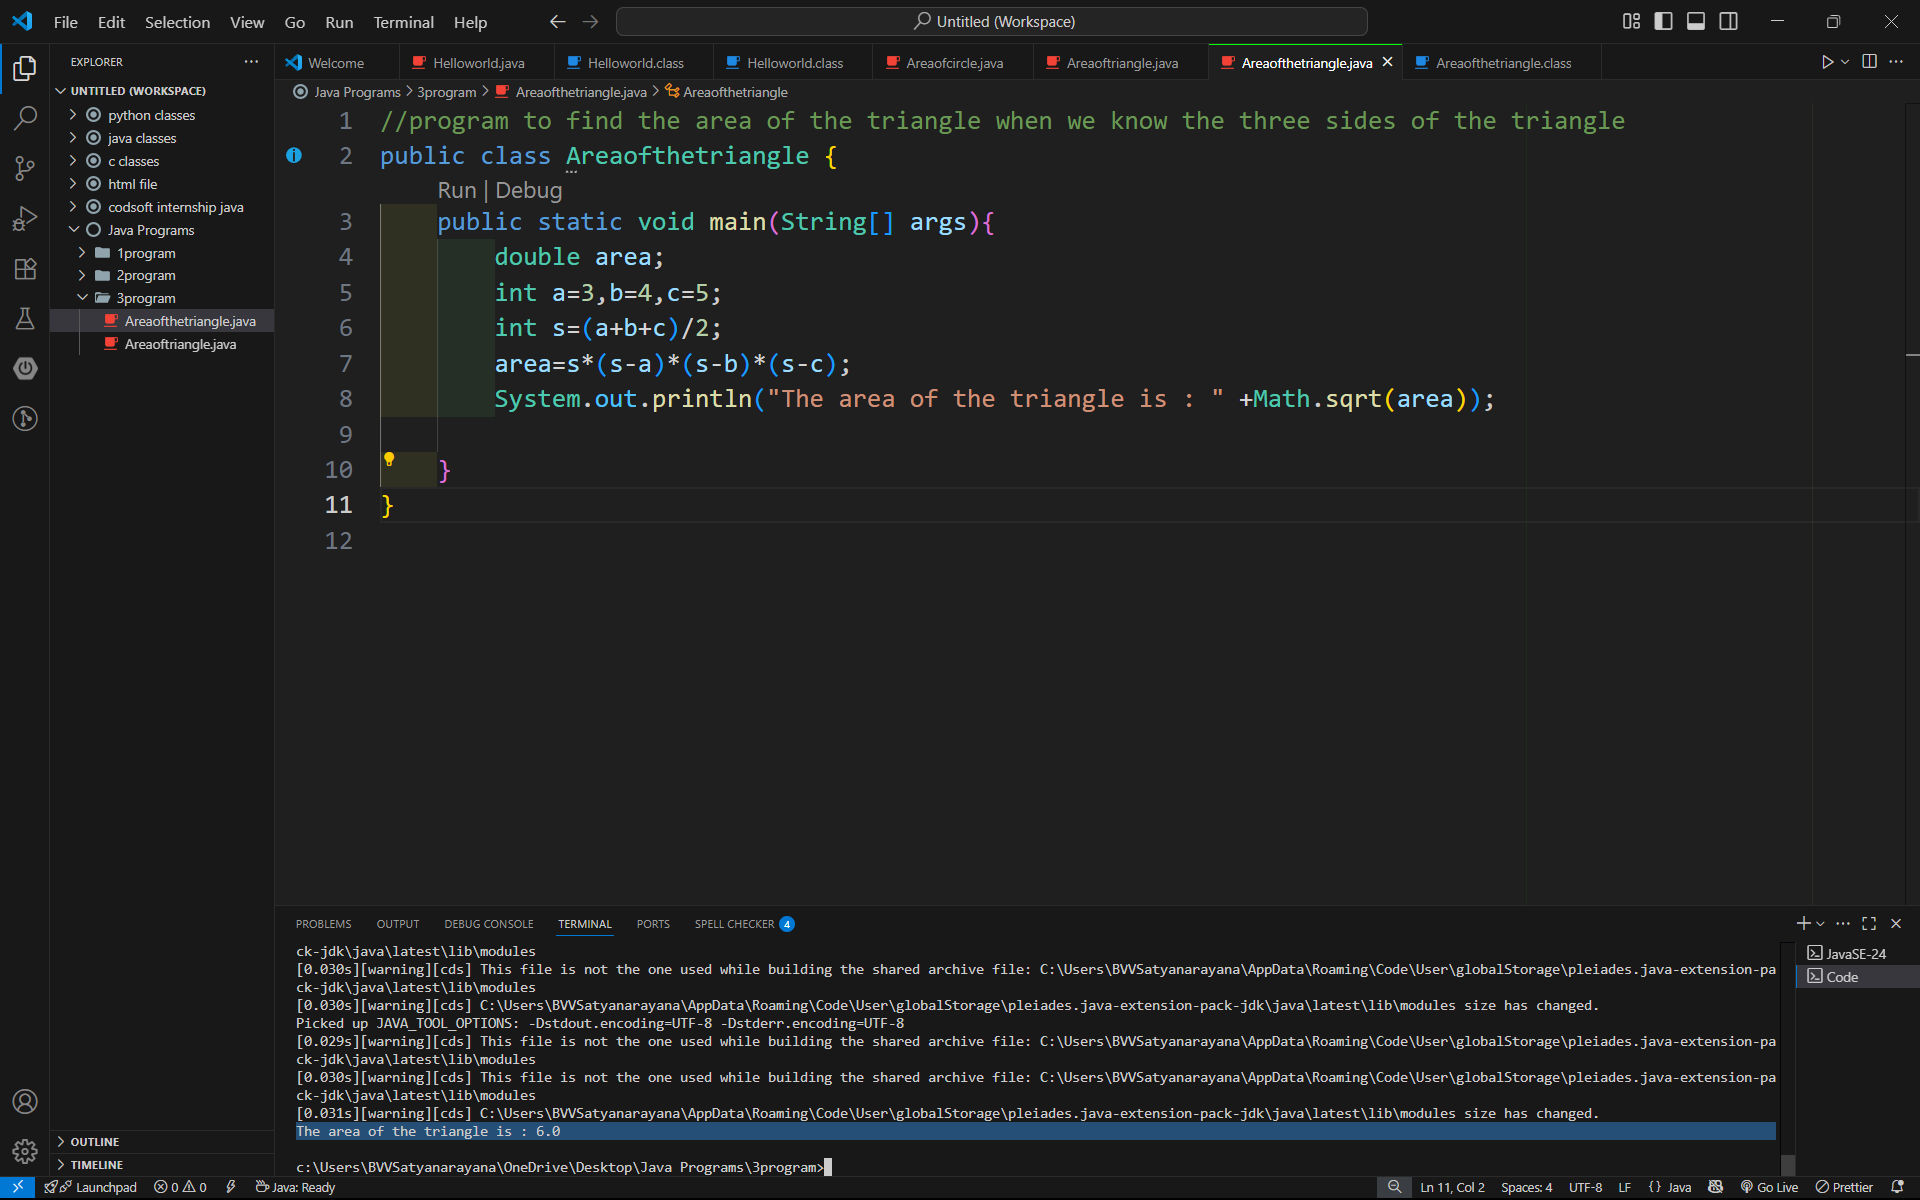 File Edit Selection View Go Run Terminal Help
Untitled (Workspace)
EXPLORER
UNTITLED (WORKSPACE)
python classes
java classes
c classes
html file
codsoft internship java
Java Programs
1program
2program
3program
Areaofthetriangle.java
Areaoftriangle.java
OUTLINE
TIMELINE
Welcome Helloworld.java Helloworld.class Helloworld.class Areaofcircle.java Areaoftriangle.java Areaofthetriangle.java Areaofthetriangle.class
Java Programs > 3program > Areaofthetriangle.java > Areaofthetriangle
1 //program to find the area of the triangle when we know the three sides of the triangle
2 public class Areaofthetriangle {
Run | Debug
3 public static void main(String[] args){
4 double area;
5 int a=3,b=4,c=5;
6 int s=(a+b+c)/2;
7 area=s*(s-a)*(s-b)*(s-c);
8 System.out.println("The area of the triangle is : " +Math.sqrt(area));
9
10 }
11 }
12
PROBLEMS OUTPUT DEBUG CONSOLE TERMINAL PORTS SPELL CHECKER 4
ck-jdk\java\latest\lib\modules
[0.030s][warning][cds] This file is not the one used while building the shared archive file: C:\Users\BVVSatyanarayana\AppData\Roaming\Code\User\globalStorage\pleiades.java-extension-pa
ck-jdk\java\latest\lib\modules
[0.030s][warning][cds] C:\Users\BVVSatyanarayana\AppData\Roaming\Code\User\globalStorage\pleiades.java-extension-pack-jdk\java\latest\lib\modules size has changed.
Picked up JAVA_TOOL_OPTIONS: -Dstdout.encoding=UTF-8 -Dstderr.encoding=UTF-8
[0.029s][warning][cds] This file is not the one used while building the shared archive file: C:\Users\BVVSatyanarayana\AppData\Roaming\Code\User\globalStorage\pleiades.java-extension-pa
ck-jdk\java\latest\lib\modules
[0.030s][warning][cds] This file is not the one used while building the shared archive file: C:\Users\BVVSatyanarayana\AppData\Roaming\Code\User\globalStorage\pleiades.java-extension-pa
ck-jdk\java\latest\lib\modules
[0.031s][warning][cds] C:\Users\BVVSatyanarayana\AppData\Roaming\Code\User\globalStorage\pleiades.java-extension-pack-jdk\java\latest\lib\modules size has changed.
The area of the triangle is : 6.0
c:\Users\BVVSatyanarayana\OneDrive\Desktop\Java Programs\3program>
JavaSE-24
Code
Launchpad 0 0 Java: Ready Ln 11, Col 2 Spaces: 4 UTF-8 LF {} Java Go Live Prettier